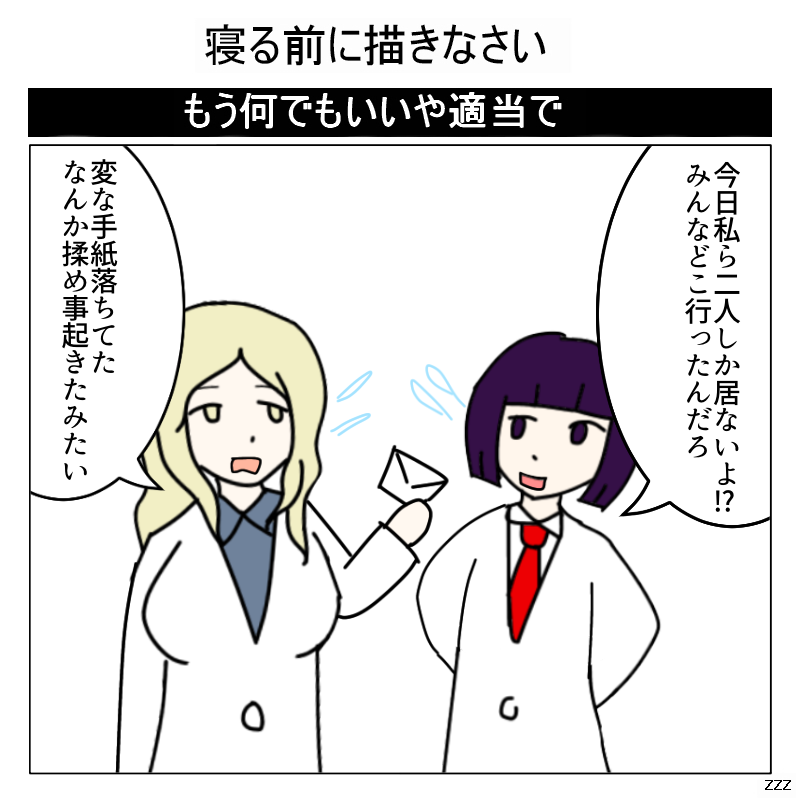 寝る前に描きなさい
もう何でもいいや適当で
今日私ら二人しか居ないよ!?
みんなどこ行ったんだろ
変な手紙落ちてた
なんか揉め事起きたみたい
zzz